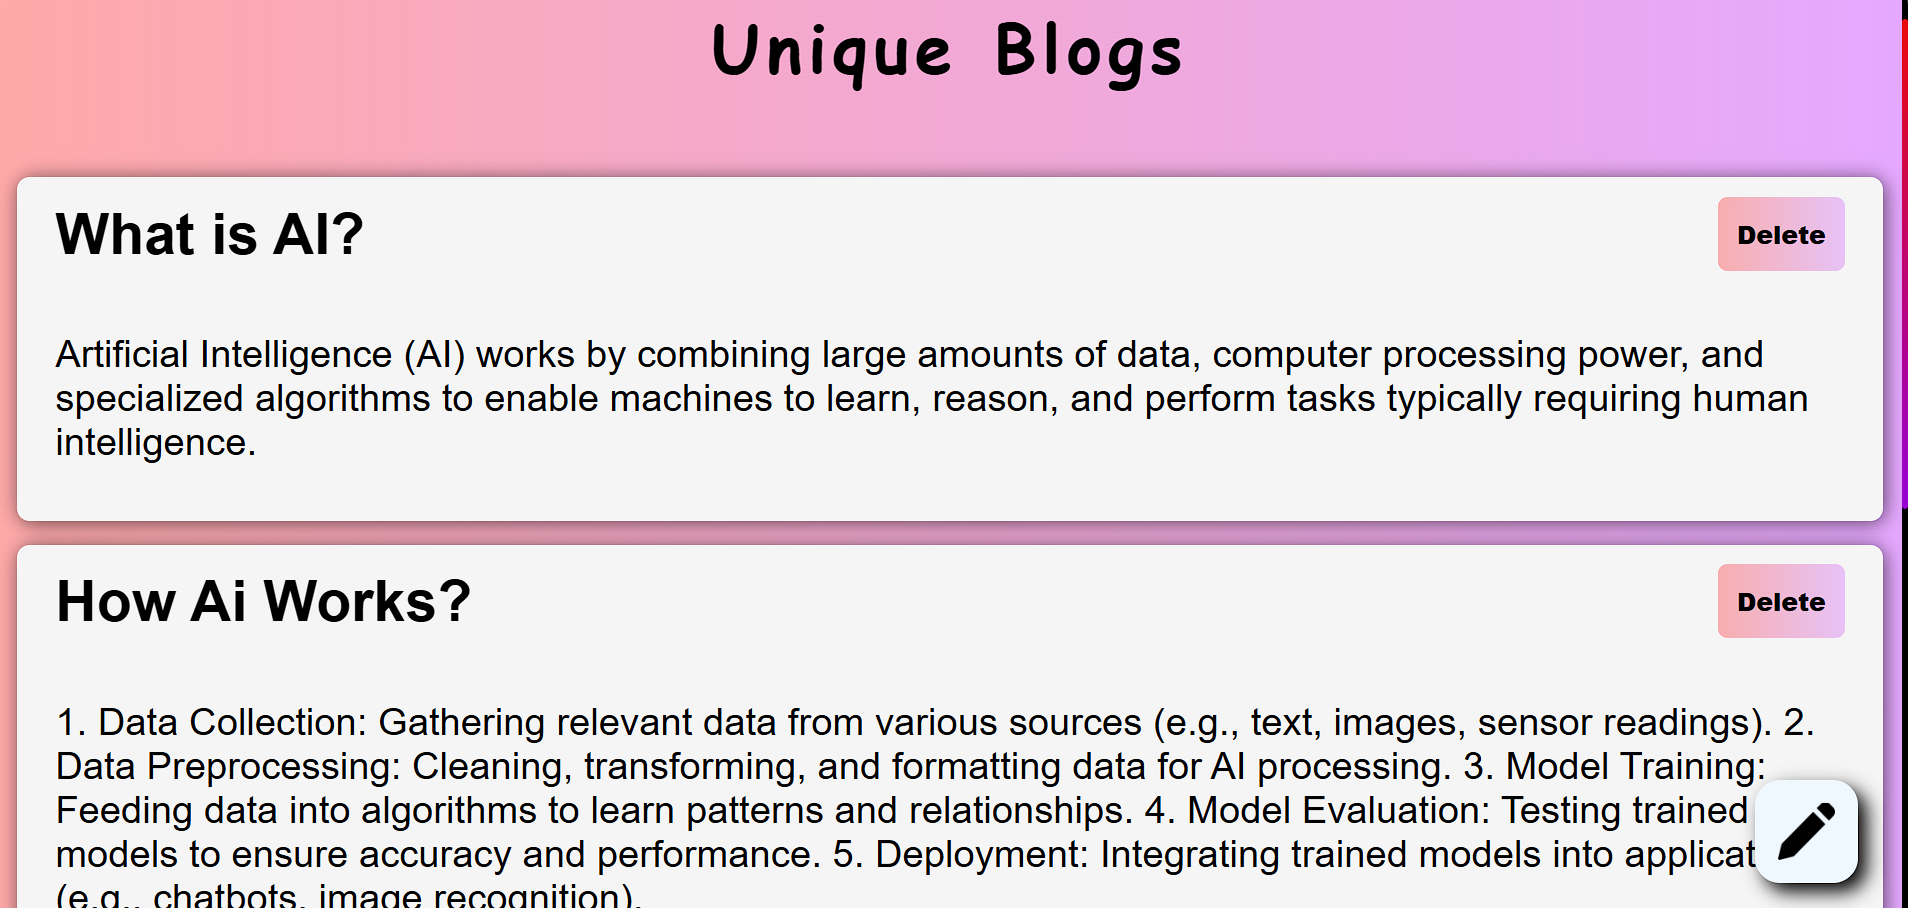 Unique Blogs
What is AI?
Delete
Artificial Intelligence (AI) works by combining large amounts of data, computer processing power, and
specialized algorithms to enable machines to learn, reason, and perform tasks typically requiring human
intelligence.
How Ai Works?
Delete
1. Data Collection: Gathering relevant data from various sources (e.g., text, images, sensor readings). 2.
Data Preprocessing: Cleaning, transforming, and formatting data for AI processing. 3. Model Training:
Feeding data into algorithms to learn patterns and relationships. 4. Model Evaluation: Testing trained
models to ensure accuracy and performance. 5. Deployment: Integrating trained models into
(e.g., chatbots, image recognition).